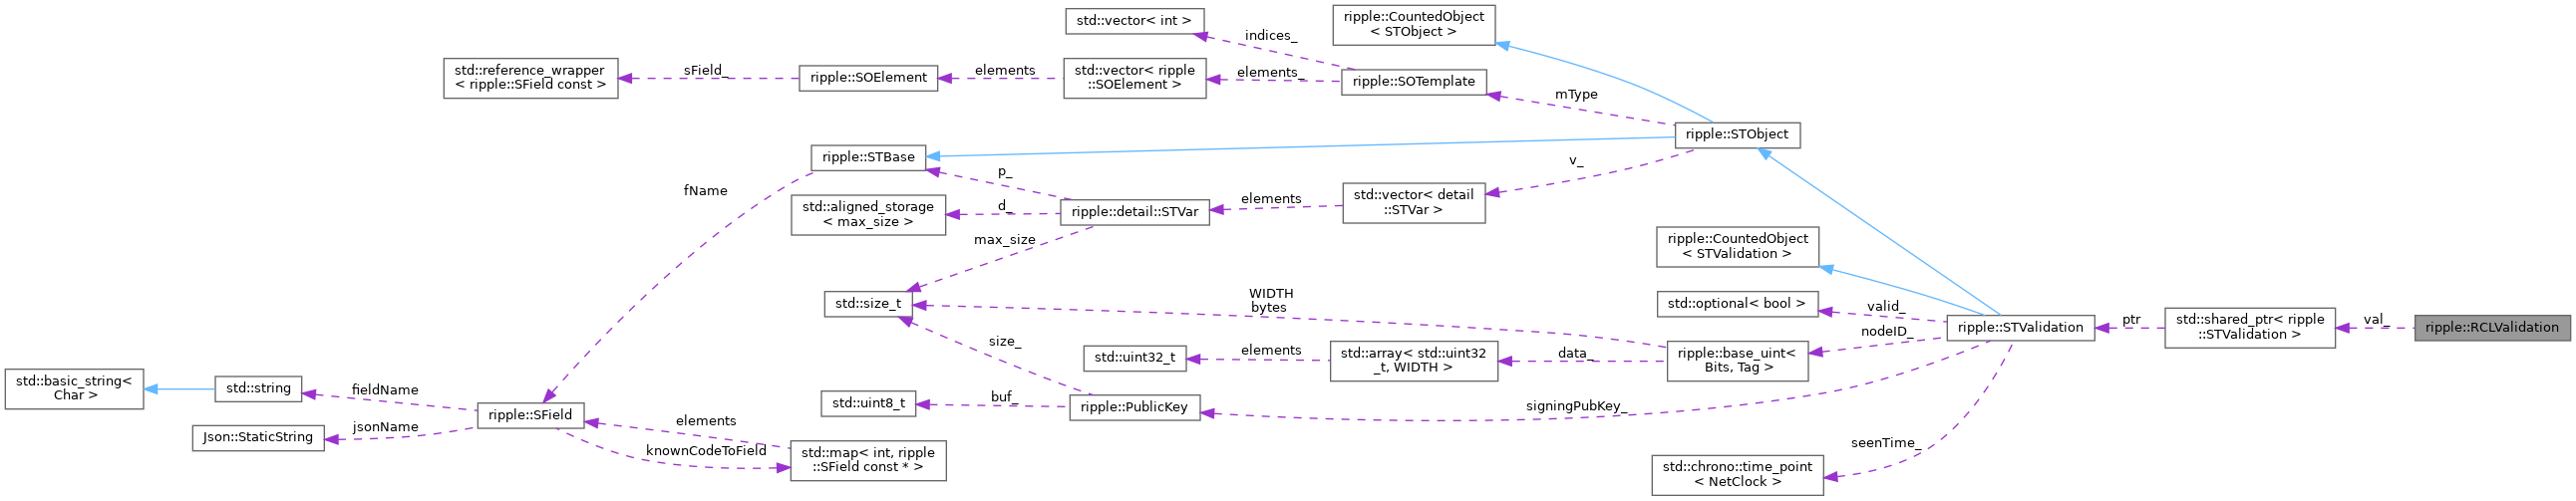 std::vector< int >
indices_
ripple::CountedObject
< STObject >
std::reference_wrapper
< ripple::SField const >
sField_
ripple::SOElement
elements
std::vector< ripple
::SOElement >
elements_
ripple::SOTemplate
mType
ripple::STObject
ripple::STBase
fName
p_
v_
std::aligned_storage
< max_size >
d_
ripple::detail::STVar
elements
std::vector< detail
::STVar >
max_size
ripple::CountedObject
< STValidation >
std::size_t
WIDTH
bytes
std::optional< bool >
valid_
ripple::STValidation
ptr
std::shared_ptr< ripple
::STValidation >
val_
ripple::RCLValidation
nodeID_
size_
std::uint32_t
elements
std::array< std::uint32
_t, WIDTH >
data_
ripple::base_uint<
Bits, Tag >
std::basic_string<
Char >
std::string
fieldName
ripple::SField
std::uint8_t
buf_
ripple::PublicKey
signingPubKey_
Json::StaticString
jsonName
elements
knownCodeToField
std::map< int, ripple
::SField const * >
seenTime_
std::chrono::time_point
< NetClock >